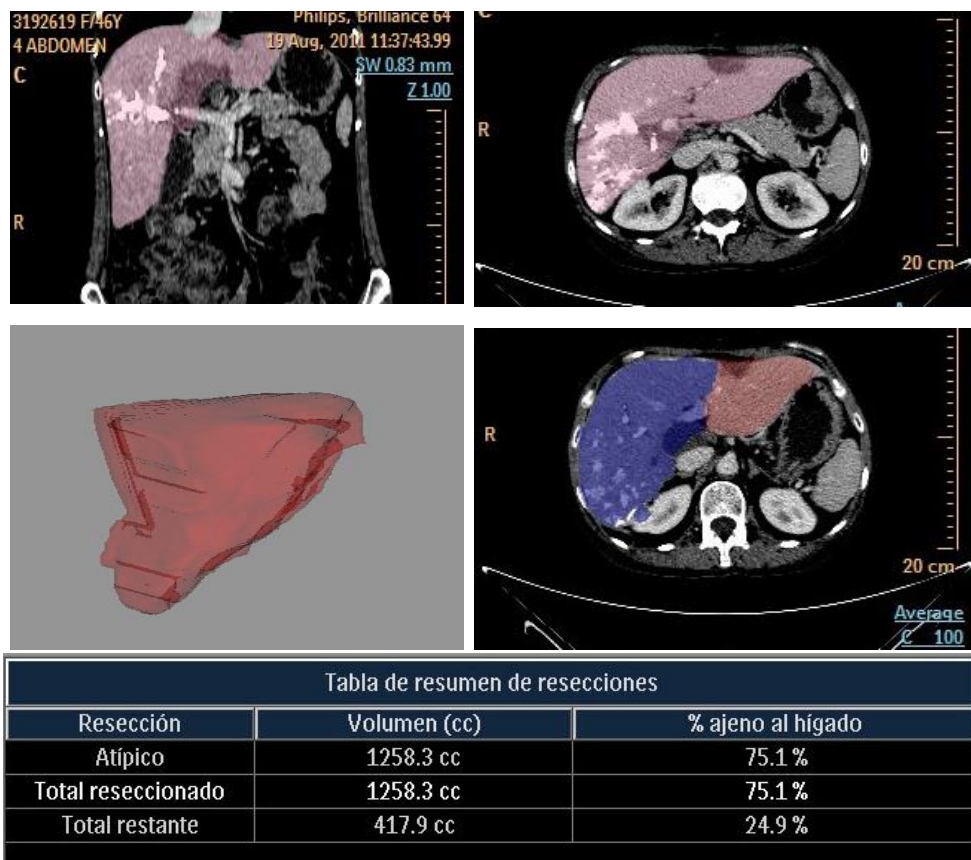 3192619 F/46Y
4 ABDOMEN
C
R
Philips, Brilliance 64
19 Aug, 2011 11:37:43.99
SW 0.83 mm
Z 1.00
R
20 cm
R
20 cm
Average
C 100
Tabla de resumen de resecciones
Resección Volumen (cc) % ajeno al hígado
Atípico 1258.3 cc 75.1 %
Total reseccionado 1258.3 cc 75.1 %
Total restante 417.9 cc 24.9 %